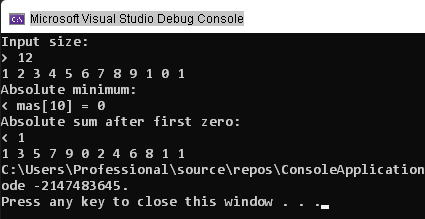 Microsoft Visual Studio Debug Console
Input size:
> 12
1 2 3 4 5 6 7 8 9 1 0 1
Absolute minimum:
< mas[10] = 0
Absolute sum after first zero:
< 1
1 3 5 7 9 0 2 4 6 8 1 1
C:\Users\Professional\source\repos\ConsoleApplication
ode -2147483645.
Press any key to close this window . . .